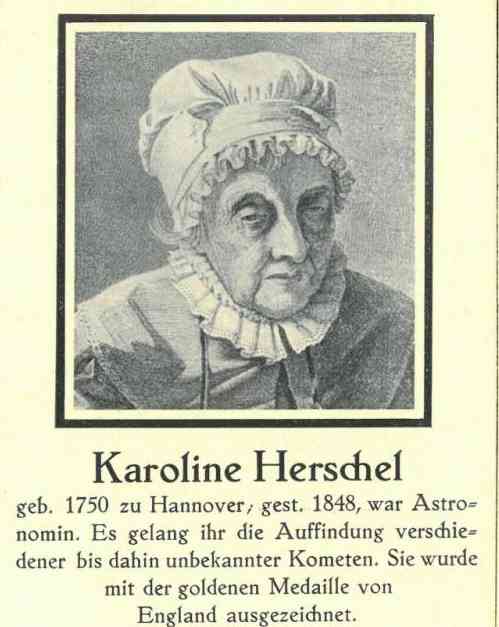 Karoline Herschel
geb. 1750 zu Hannover, gest. 1848, war Astro=
nomin. Es gelang ihr die Auffindung verschie=
dener bis dahin unbekannter Kometen. Sie wurde
mit der goldenen Medaille von
England ausgezeichnet.